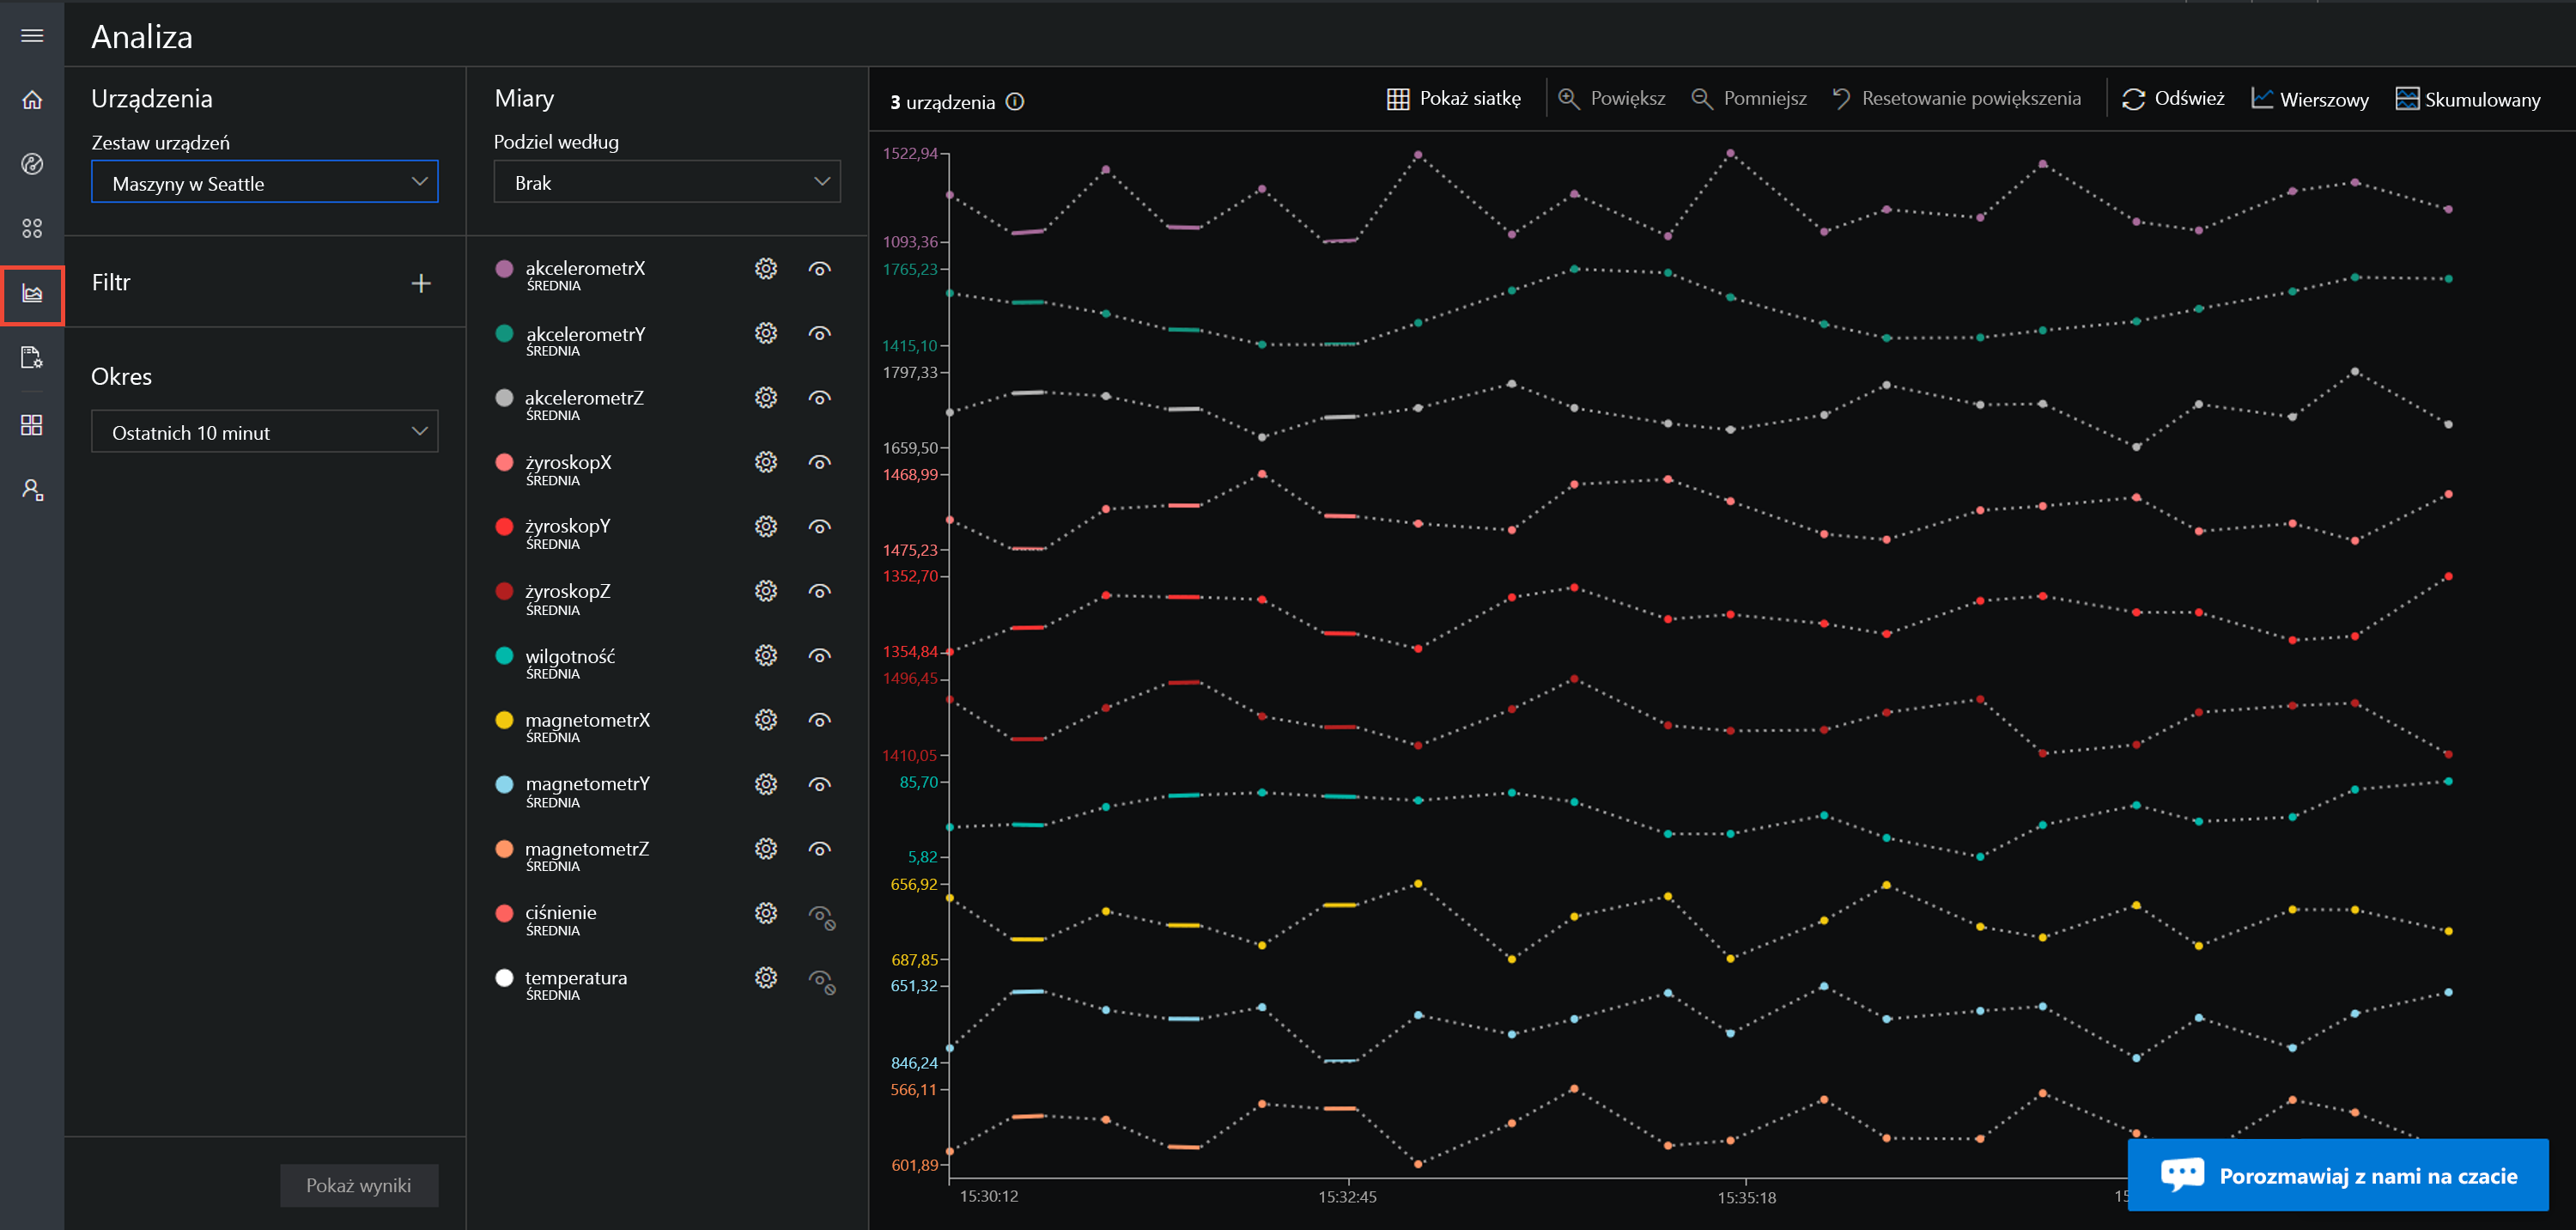 Analiza
Urządzenia
Zestaw urządzeń
Maszyny w Seattle
Filtr
Okres
Ostatnich 10 minut
Pokaż wyniki
Miary
Podziel według
Brak
akcelerometrX
ŚREDNIA
akcelerometrY
ŚREDNIA
akcelerometrZ
ŚREDNIA
żyroskopX
ŚREDNIA
żyroskopY
ŚREDNIA
żyroskopZ
ŚREDNIA
wilgotność
ŚREDNIA
magnetometrX
ŚREDNIA
magnetometrY
ŚREDNIA
magnetometrZ
ŚREDNIA
ciśnienie
ŚREDNIA
temperatura
ŚREDNIA
3 urządzenia
Pokaż siatkę
Powiększ
Pomniejsz
Resetowanie powiększenia
Odśwież
Wierszowy
Skumulowany
1522,94
1093,36
1765,23
1415,10
1797,33
1659,50
1468,99
1475,23
1352,70
1354,84
1496,45
1410,05
85,70
5,82
656,92
687,85
651,32
846,24
566,11
601,89
15:30:12
15:32:45
15:35:18
Porozmawiaj z nami na czacie